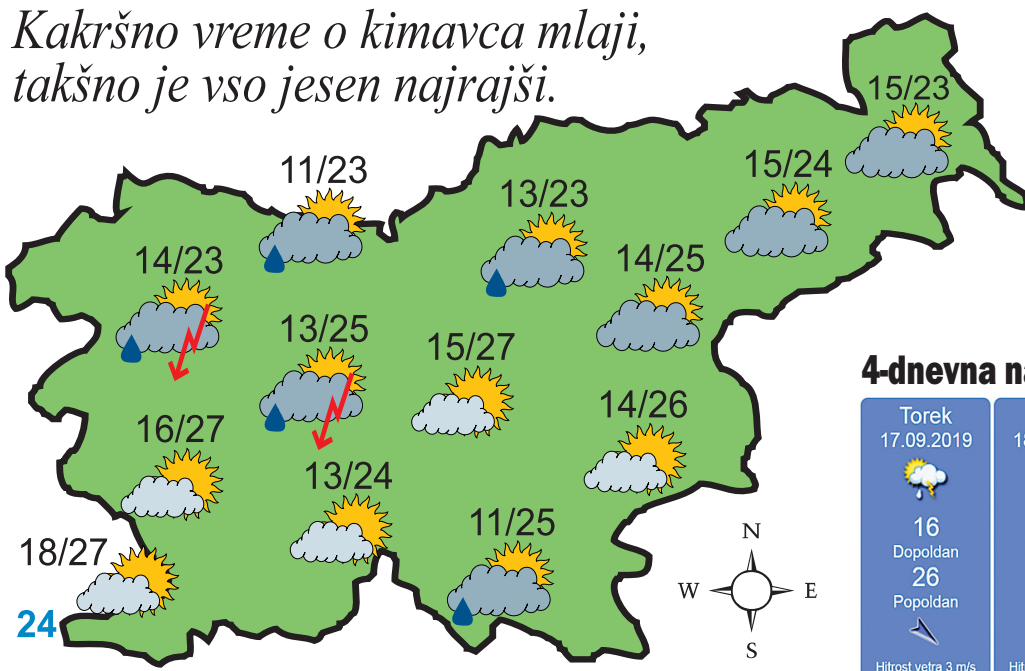 Kakršno vreme o kimavca mlaji,
takšno je vso jesen najrajši.
15/23
15/24
11/23
13/23
14/23
14/25
13/25
15/27
14/26
16/27
13/24
11/25
18/27
24
N
W
E
S
4-dnevna
Torek
17.09.2019
16
Dopoldan
26
Popoldan
Hitrost vetra 3 m/s